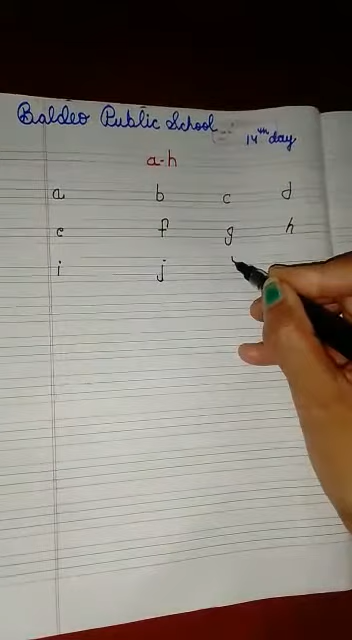 Baldeo Public School
14th day
a-h
a b c d
e f g h
i j